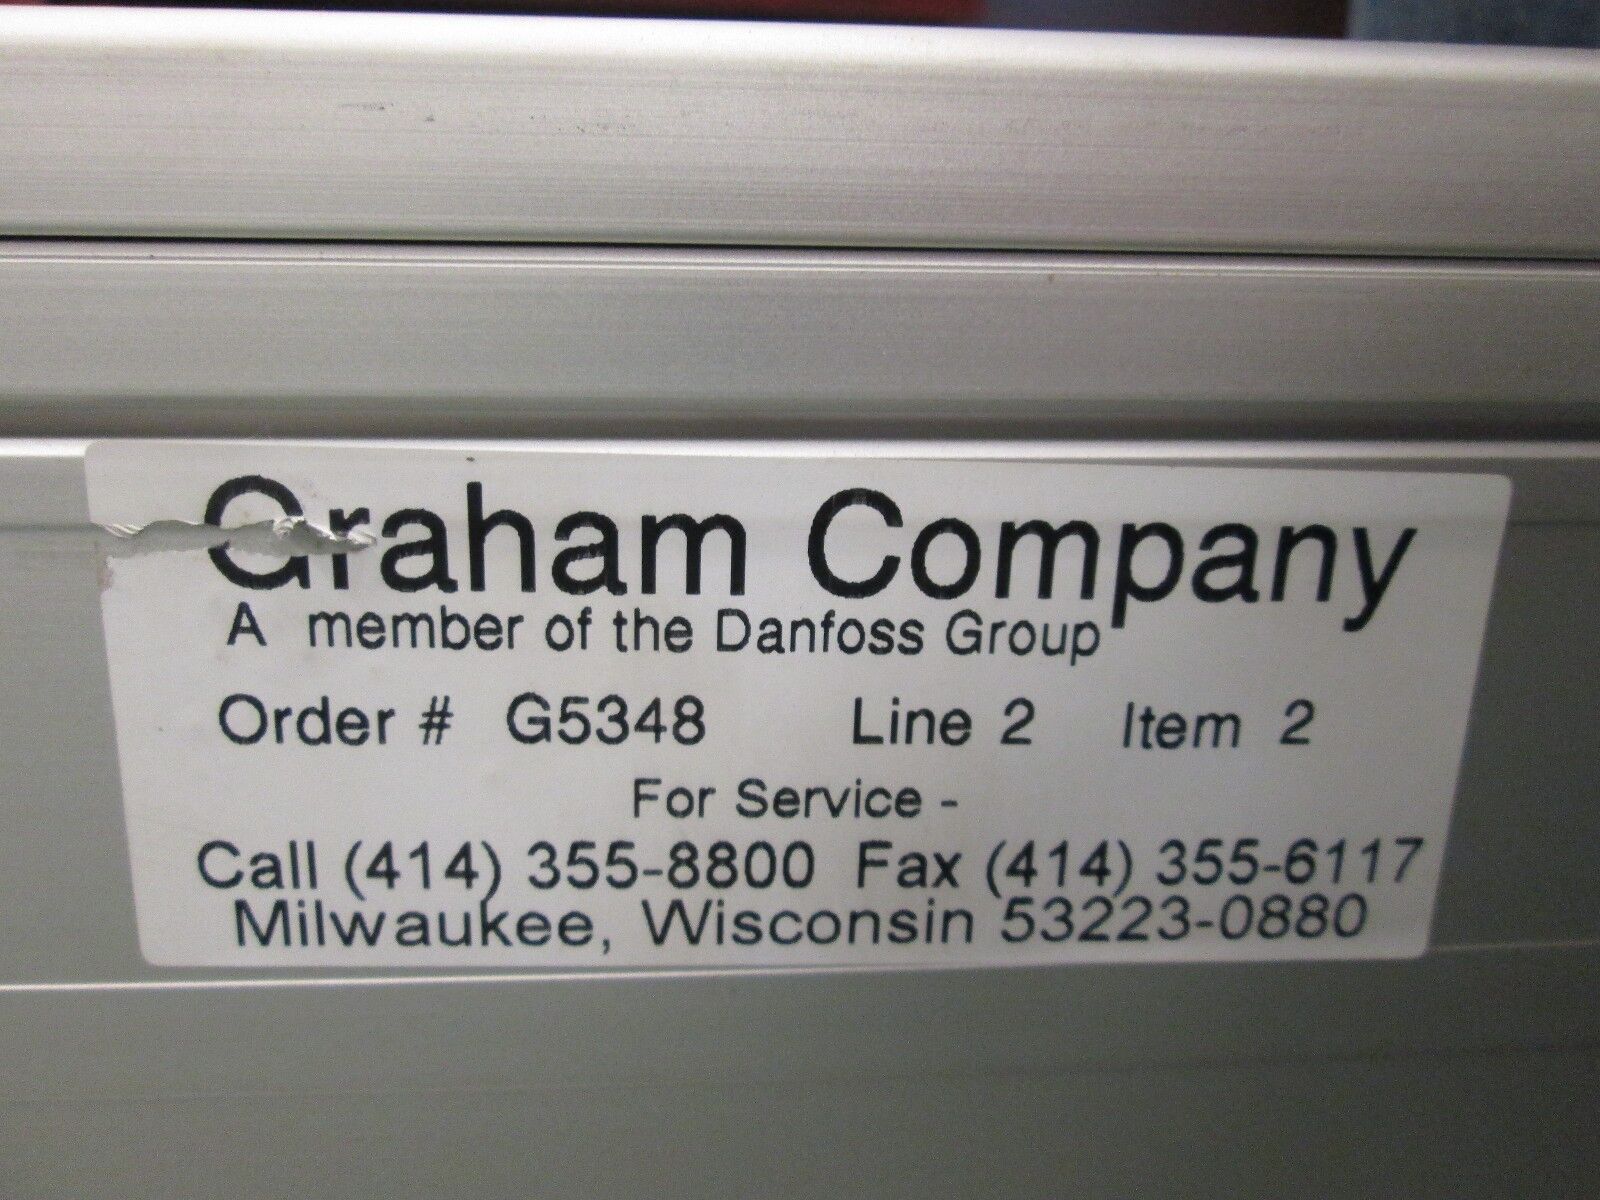 Graham Company
A member of the Danfoss Group
Order # G5348 Line 2 Item 2
For Service -
Call (414) 355-8800 Fax (414) 355-6117
Milwaukee, Wisconsin 53223-0880